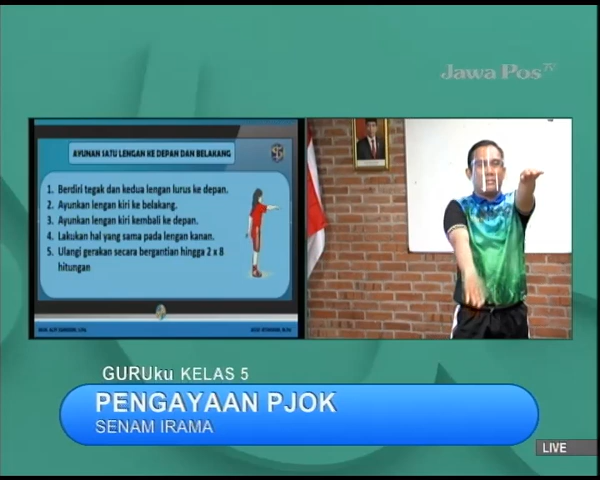 Jawa Pos TV
AYUNAN SATU LENGAN KE DEPAN DAN BELAKANG
1. Berdiri tegak dan kedua lengan lurus ke depan.
2. Ayunkan lengan kiri ke belakang.
3. Ayunkan lengan kiri kembali ke depan.
4. Lakukan hal yang sama pada lengan kanan.
5. Ulangi gerakan secara bergantian hingga 2 x 8
hitungan
GURUku KELAS 5
PENGAYAAN PJOK
SENAM IRAMA
LIVE